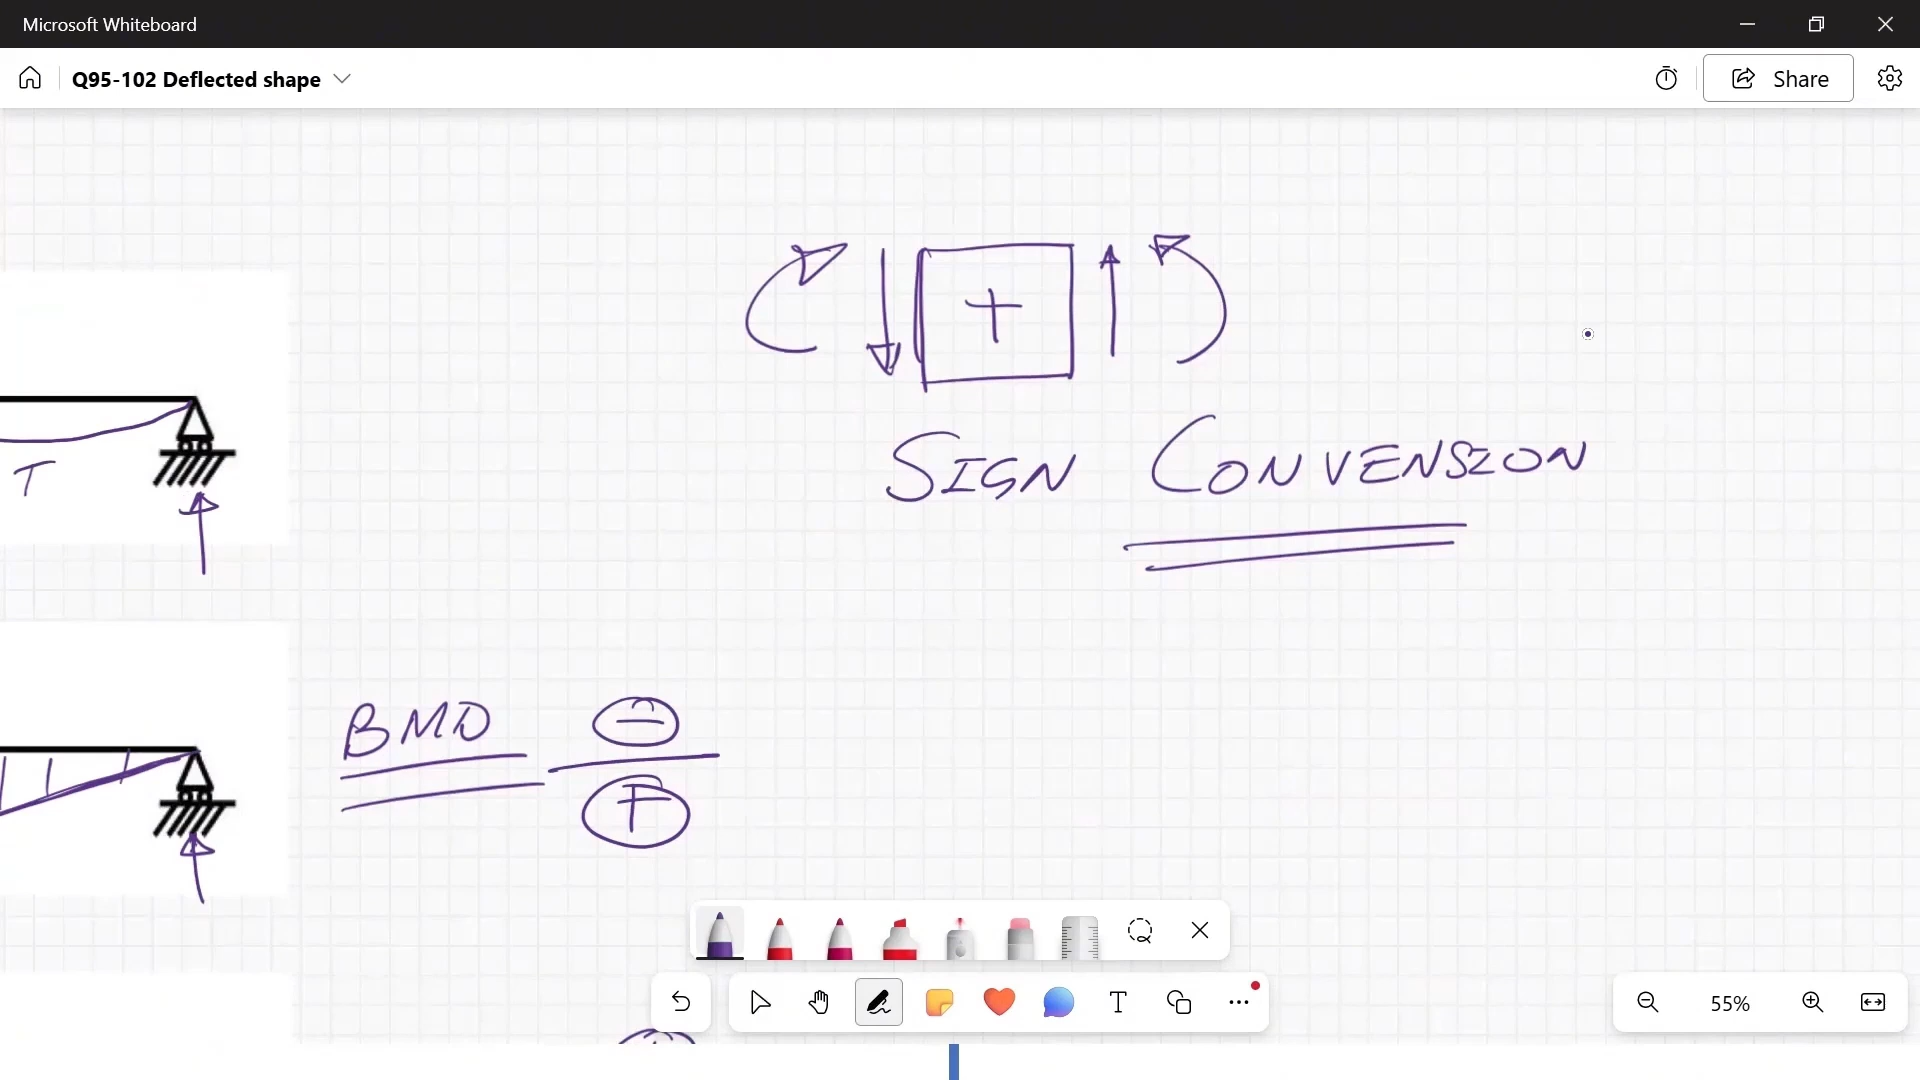 Microsoft Whiteboard
Q95-102 Deflected shape
Share
+
SIGN CONVENSION
T
BMD
-
+
T
55%